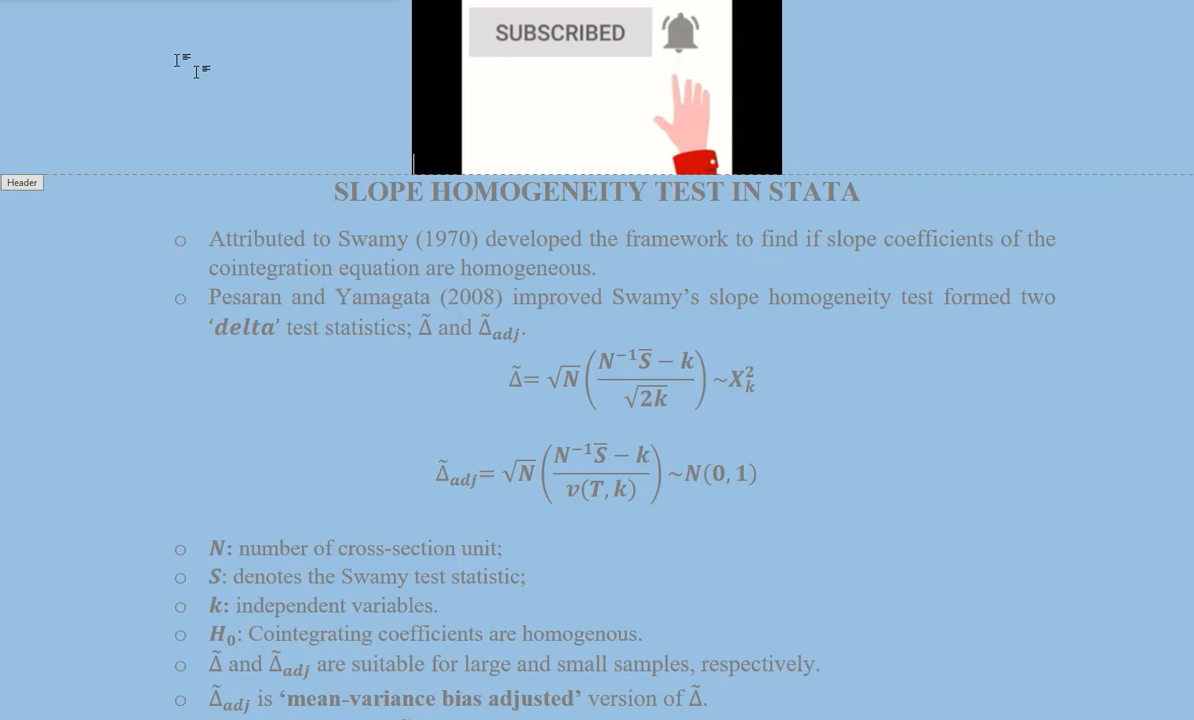 SUBSCRIBED
Header
SLOPE HOMOGENEITY TEST IN STATA
o Attributed to Swamy (1970) developed the framework to find if slope coefficients of the
cointegration equation are homogeneous.
o Pesaran and Yamagata (2008) improved Swamy's slope homogeneity test formed two
'delta' test statistics; Δ̃ and Δ̃adj.
Δ̃= √N (N⁻¹S̅ − k / √2k) ~X²ₖ
Δ̃adj= √N (N⁻¹S̅ − k / v(T, k)) ~N(0, 1)
o N: number of cross-section unit;
o S: denotes the Swamy test statistic;
o k: independent variables.
o H₀: Cointegrating coefficients are homogenous.
o Δ̃ and Δ̃adj are suitable for large and small samples, respectively.
o Δ̃adj is ‘mean-variance bias adjusted’ version of Δ̃.